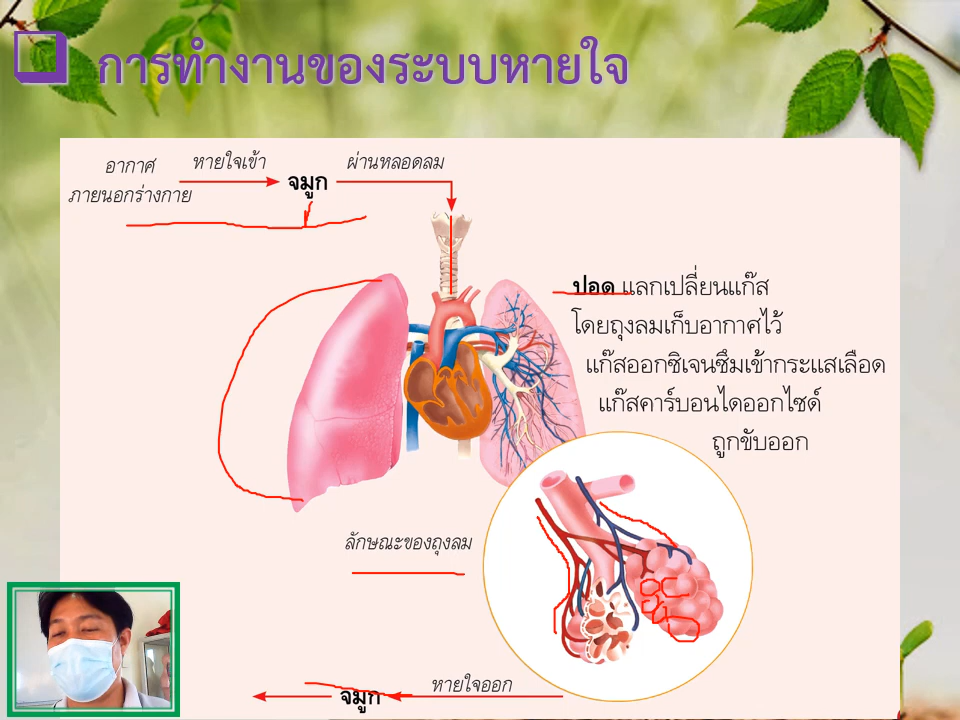 การทำงานของระบบหายใจ
อากาศ
ภายนอกร่างกาย
หายใจเข้า
จมูก
ผ่านหลอดลม
ปอด แลกเปลี่ยนแก๊ส
โดยถุงลมเก็บอากาศไว้
แก๊สออกซิเจนซึมเข้ากระแสเลือด
แก๊สคาร์บอนไดออกไซด์
ถูกขับออก
ลักษณะของถุงลม
หายใจออก
จมูก